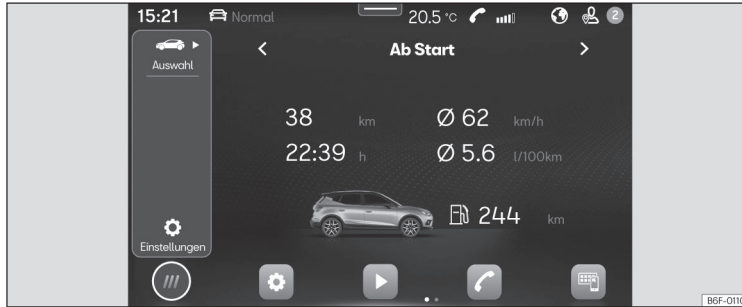 15:21 Normal 20.5 °C 2
Auswahl
Ab Start
38 km Ø 62 km/h
22:39 h Ø 5.6 l/100km
244 km
Einstellungen
B6F-0110